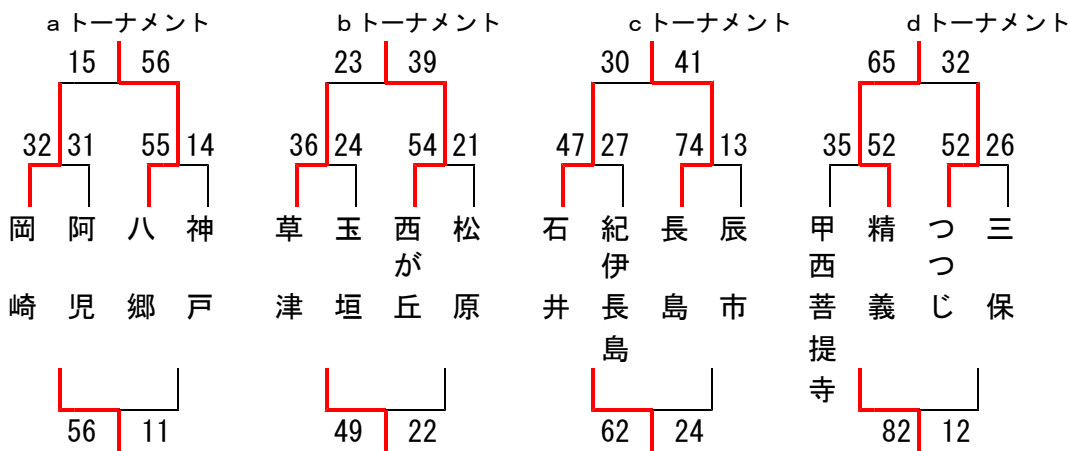 aトーナメント bトーナメント cトーナメント dトーナメント
15 56 23 39 30 41 65 32
32 31 55 14 36 24 54 21 47 27 74 13 35 52 52 26
岡崎 阿児 八郷 神戸 草津 玉垣 西が丘 松原 石井 紀伊長島 長島 辰市 甲西菩提寺 精義 つつじ 三保
56 11 49 22 62 24 82 12